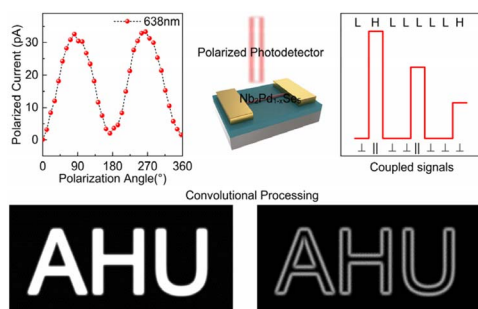 638nm
Polarized Current (pA)
30
20
10
0
0 90 180 270 360
Polarization Angle(°)
Polarized Photodetector
L H L L L L L H
⊥ ∥ ⊥ ⊥ ∥ ⊥ ⊥ ⊥
Coupled signals
Convolutional Processing
AHU
AHU